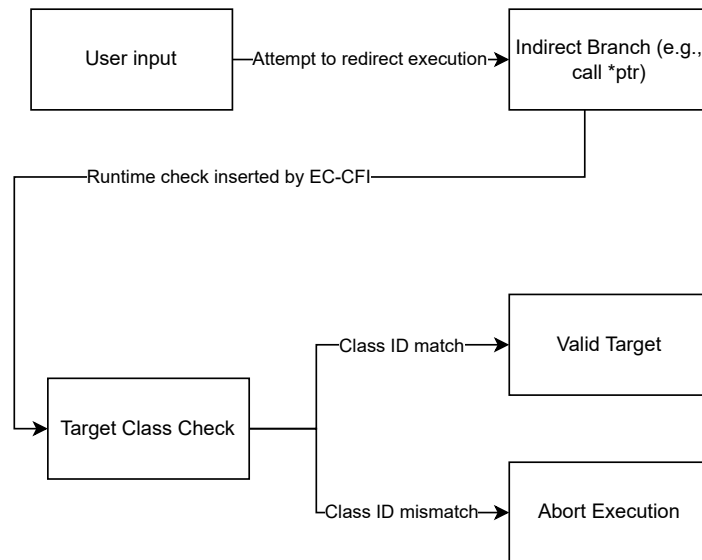 User input
Attempt to redirect execution
Indirect Branch (e.g.,
call *ptr)
Runtime check inserted by EC-CFI
Class ID match
Valid Target
Target Class Check
Class ID mismatch
Abort Execution